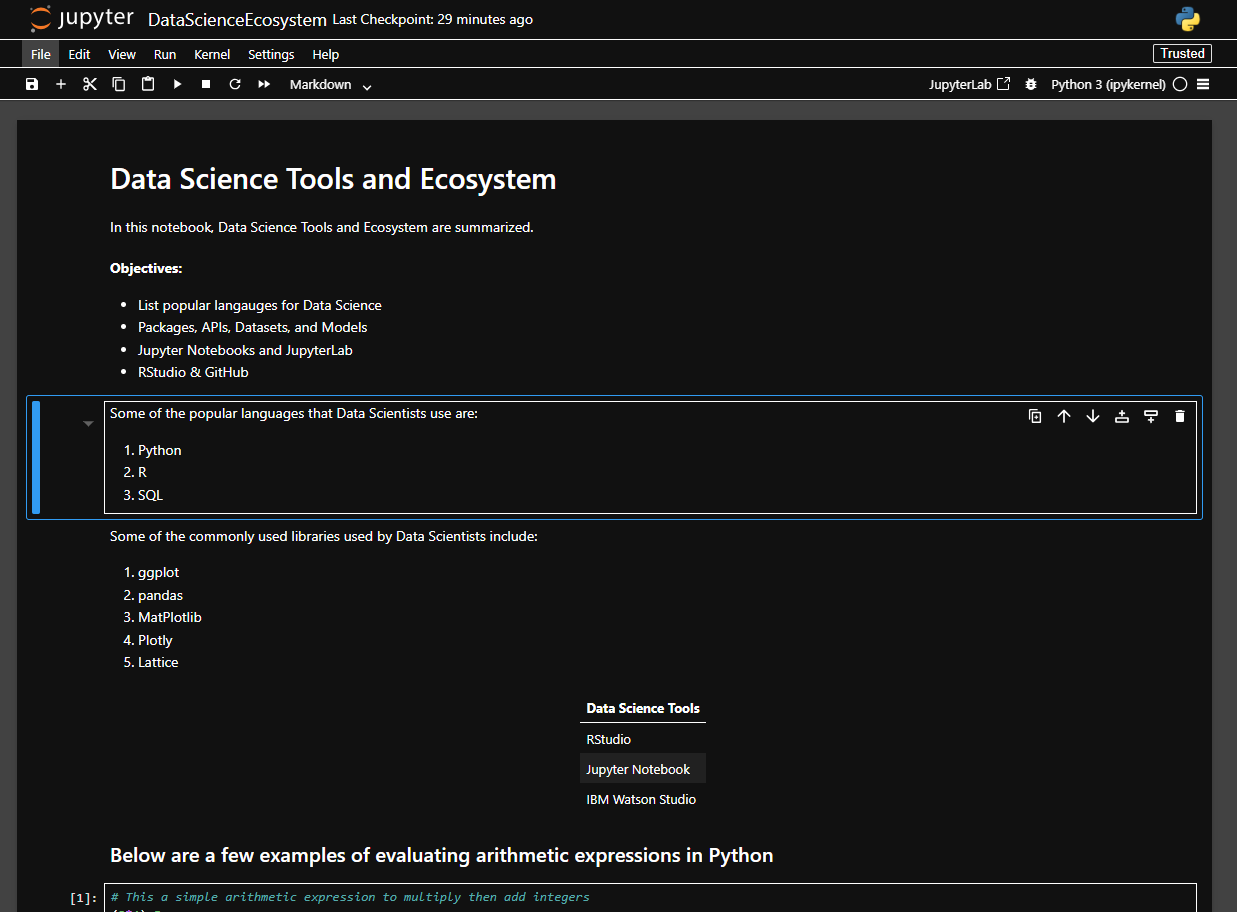 jupyter DataScienceEcosystem Last Checkpoint: 29 minutes ago
File Edit View Run Kernel Settings Help Trusted
Markdown JupyterLab Python 3 (ipykernel)
Data Science Tools and Ecosystem
In this notebook, Data Science Tools and Ecosystem are summarized.
Objectives:
• List popular langauges for Data Science
• Packages, APIs, Datasets, and Models
• Jupyter Notebooks and JupyterLab
• RStudio & GitHub
Some of the popular languages that Data Scientists use are:
1. Python
2. R
3. SQL
Some of the commonly used libraries used by Data Scientists include:
1. ggplot
2. pandas
3. MatPlotlib
4. Plotly
5. Lattice
Data Science Tools
RStudio
Jupyter Notebook
IBM Watson Studio
Below are a few examples of evaluating arithmetic expressions in Python
[1]: # This a simple arithmetic expression to multiply then add integers